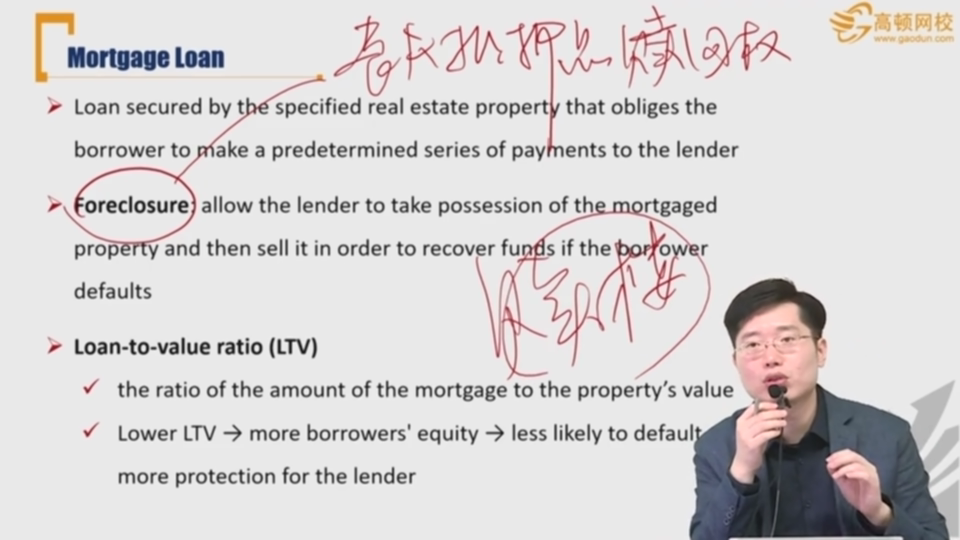 高顿网校
www.gaodun.com
Mortgage Loan
抵押品赎回权
➢ Loan secured by the specified real estate property that obliges the
borrower to make a predetermined series of payments to the lender
➢ Foreclosure: allow the lender to take possession of the mortgaged
property and then sell it in order to recover funds if the borrower
defaults
➢ Loan-to-value ratio (LTV)
✓ the ratio of the amount of the mortgage to the property's value
✓ Lower LTV → more borrowers' equity → less likely to default
more protection for the lender